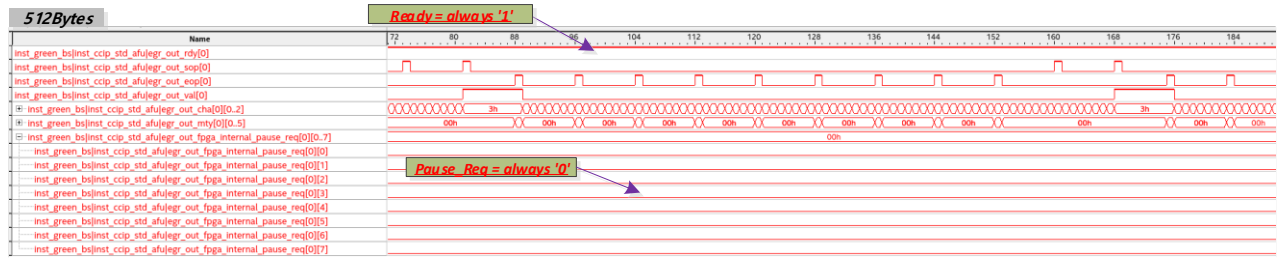 512Bytes
Ready = always '1'
Name
72 80 88 96 104 112 120 128 136 144 152 160 168 176 184
inst_green_bs|inst_ccip_std_afu|egr_out_rdy[0]
inst_green_bs|inst_ccip_std_afu|egr_out_sop[0]
inst_green_bs|inst_ccip_std_afu|egr_out_eop[0]
inst_green_bs|inst_ccip_std_afu|egr_out_val[0]
inst_green_bs|inst_ccip_std_afu|egr_out_cha[0][0..2] 3h 3h
inst_green_bs|inst_ccip_std_afu|egr_out_mty[0][0..5] 00h 00h 00h 00h 00h 00h 00h 00h 00h 00h 00h 00h
inst_green_bs|inst_ccip_std_afu|egr_out_fpga_internal_pause_req[0][0..7] 00h
inst_green_bs|inst_ccip_std_afu|egr_out_fpga_internal_pause_req[0][0]
inst_green_bs|inst_ccip_std_afu|egr_out_fpga_internal_pause_req[0][1]
Pause_Req = always '0'
inst_green_bs|inst_ccip_std_afu|egr_out_fpga_internal_pause_req[0][2]
inst_green_bs|inst_ccip_std_afu|egr_out_fpga_internal_pause_req[0][3]
inst_green_bs|inst_ccip_std_afu|egr_out_fpga_internal_pause_req[0][4]
inst_green_bs|inst_ccip_std_afu|egr_out_fpga_internal_pause_req[0][5]
inst_green_bs|inst_ccip_std_afu|egr_out_fpga_internal_pause_req[0][6]
inst_green_bs|inst_ccip_std_afu|egr_out_fpga_internal_pause_req[0][7]